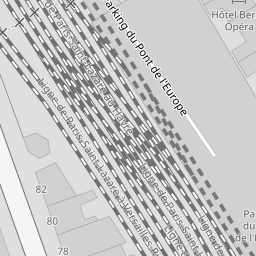 Parking du Pont de l'Europe
Hôtel Ber
Opéra
de Paris Saint-Lazare au Havre
Ligne de Paris Saint-Lazare à Versailles
Ligne de Paris Saint-L
Ligne
Ligne
82
80
78
Pa
du
de l'